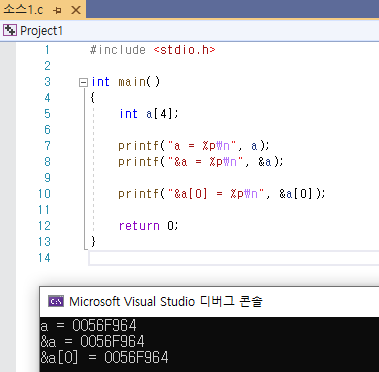 소스1.c
Project1
1 #include <stdio.h>
2
3 int main()
4 {
5 int a[4];
6
7 printf("a = %p₩n", a);
8 printf("&a = %p₩n", &a);
9
10 printf("&a[0] = %p₩n", &a[0]);
11
12 return 0;
13 }
14
Microsoft Visual Studio 디버그 콘솔
a = 0056F964
&a = 0056F964
&a[0] = 0056F964